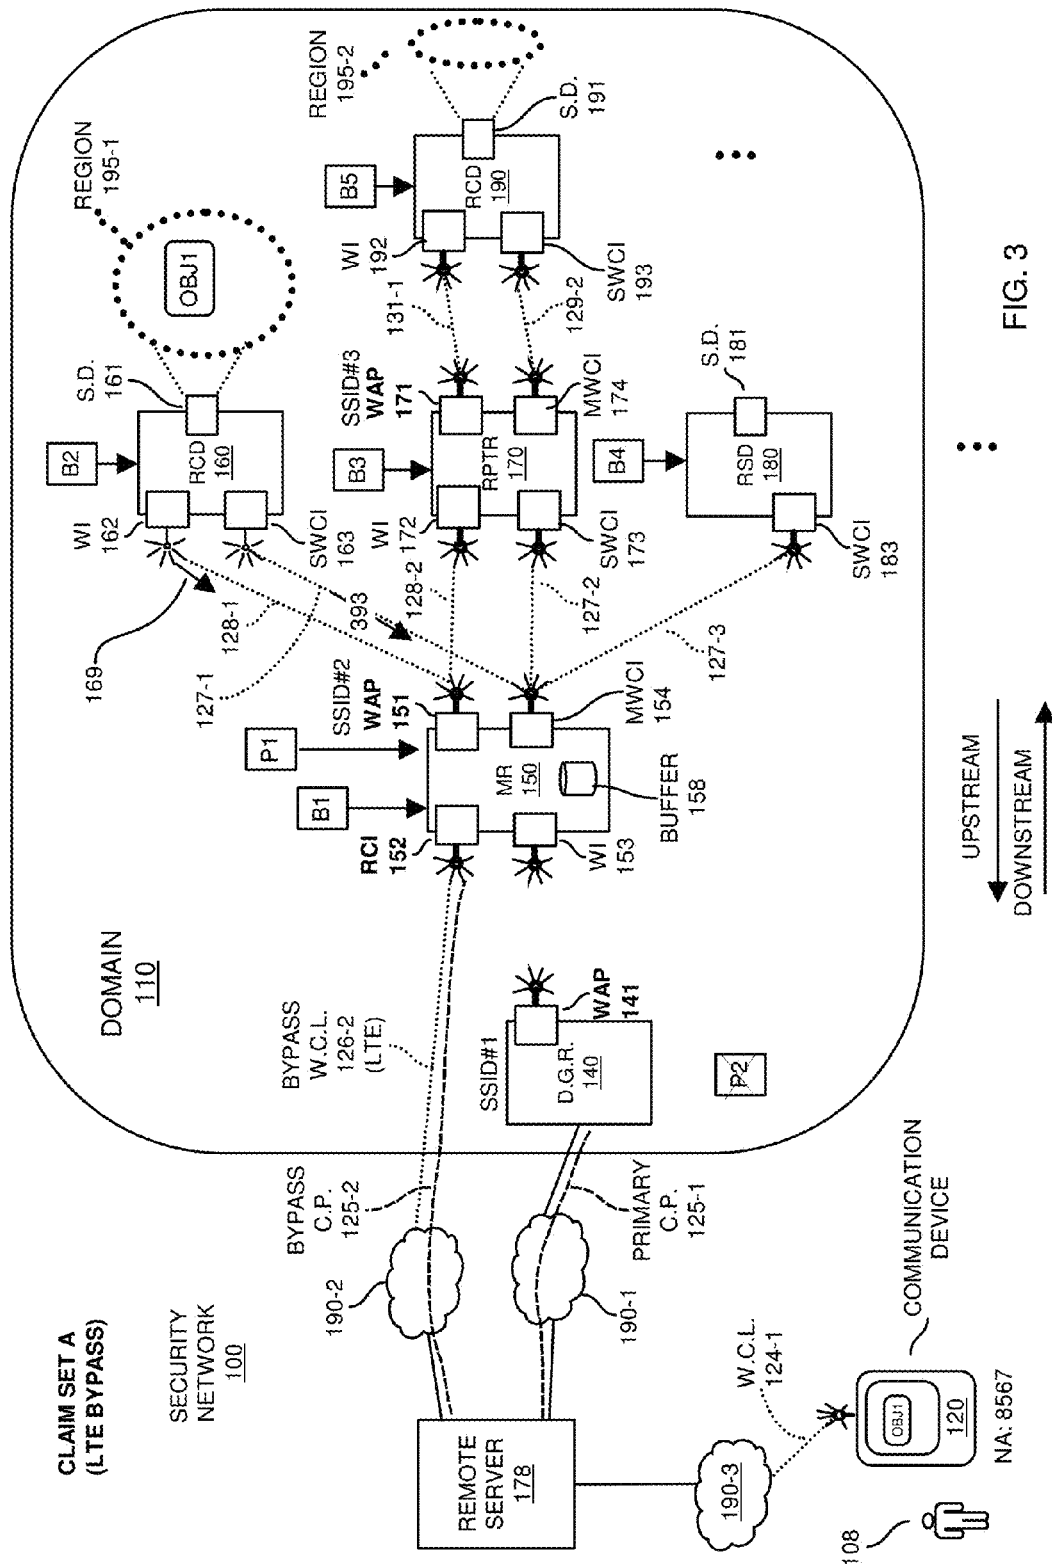 CLAIM SET A
(LTE BYPASS)
SECURITY
NETWORK
100
DOMAIN
110
REGION
195-1
OBJ1
REGION
195-2
S.D.
161
B2
RCD
160
WI
162
SWCI
163
169
128-1
127-1
393
B5
RCD
190
S.D.
191
WI
192
SWCI
193
131-1
129-2
SSID#3
WAP
171
B3
RPTR
170
MWCI
174
WI
172
SWCI
173
128-2
127-2
B4
RSD
180
S.D.
181
SWCI
183
127-3
P1
B1
SSID#2
WAP
151
MR
150
MWCI
154
BUFFER
158
RCI
152
WI
153
BYPASS
W.C.L.
126-2
(LTE)
SSID#1
D.G.R.
140
WAP
141
P2
BYPASS
C.P.
125-2
PRIMARY
C.P.
125-1
190-2
190-1
REMOTE
SERVER
178
190-3
W.C.L.
124-1
COMMUNICATION
DEVICE
OBJ1
120
NA: 8567
108
UPSTREAM
DOWNSTREAM
FIG. 3